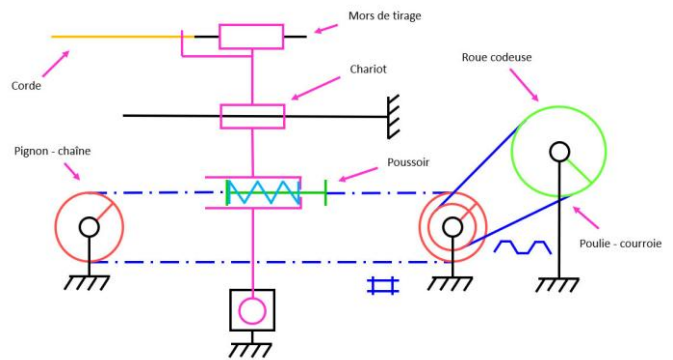 Mors de tirage
Roue codeuse
Chariot
Corde
Pignon - chaîne
Poussoir
Poulie - courroie